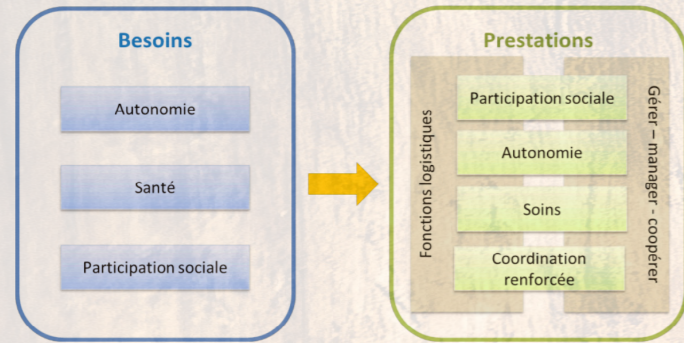 Besoins
Autonomie
Santé
Participation sociale
Prestations
Fonctions logistiques
Participation sociale
Autonomie
Soins
Coordination
renforcée
Gérer – manager - coopérer